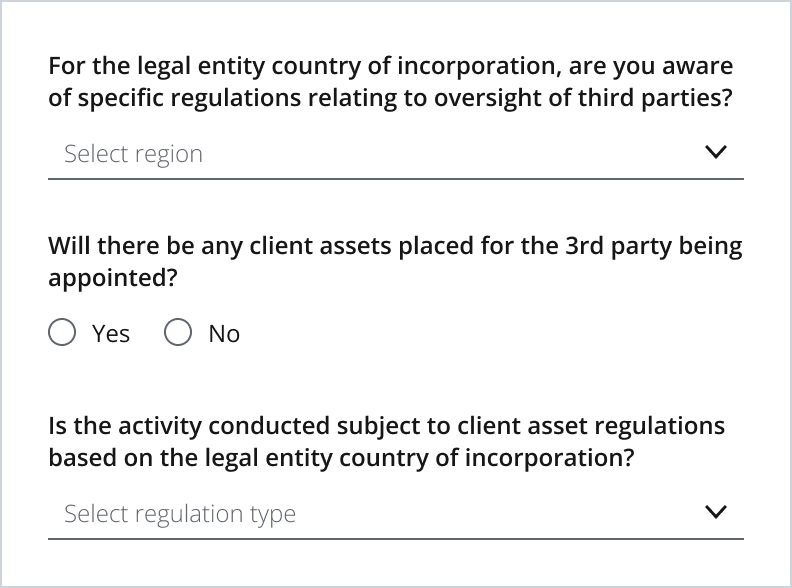 For the legal entity country of incorporation, are you aware
of specific regulations relating to oversight of third parties?
Select region
Will there be any client assets placed for the 3rd party being
appointed?
Yes No
Is the activity conducted subject to client asset regulations
based on the legal entity country of incorporation?
Select regulation type